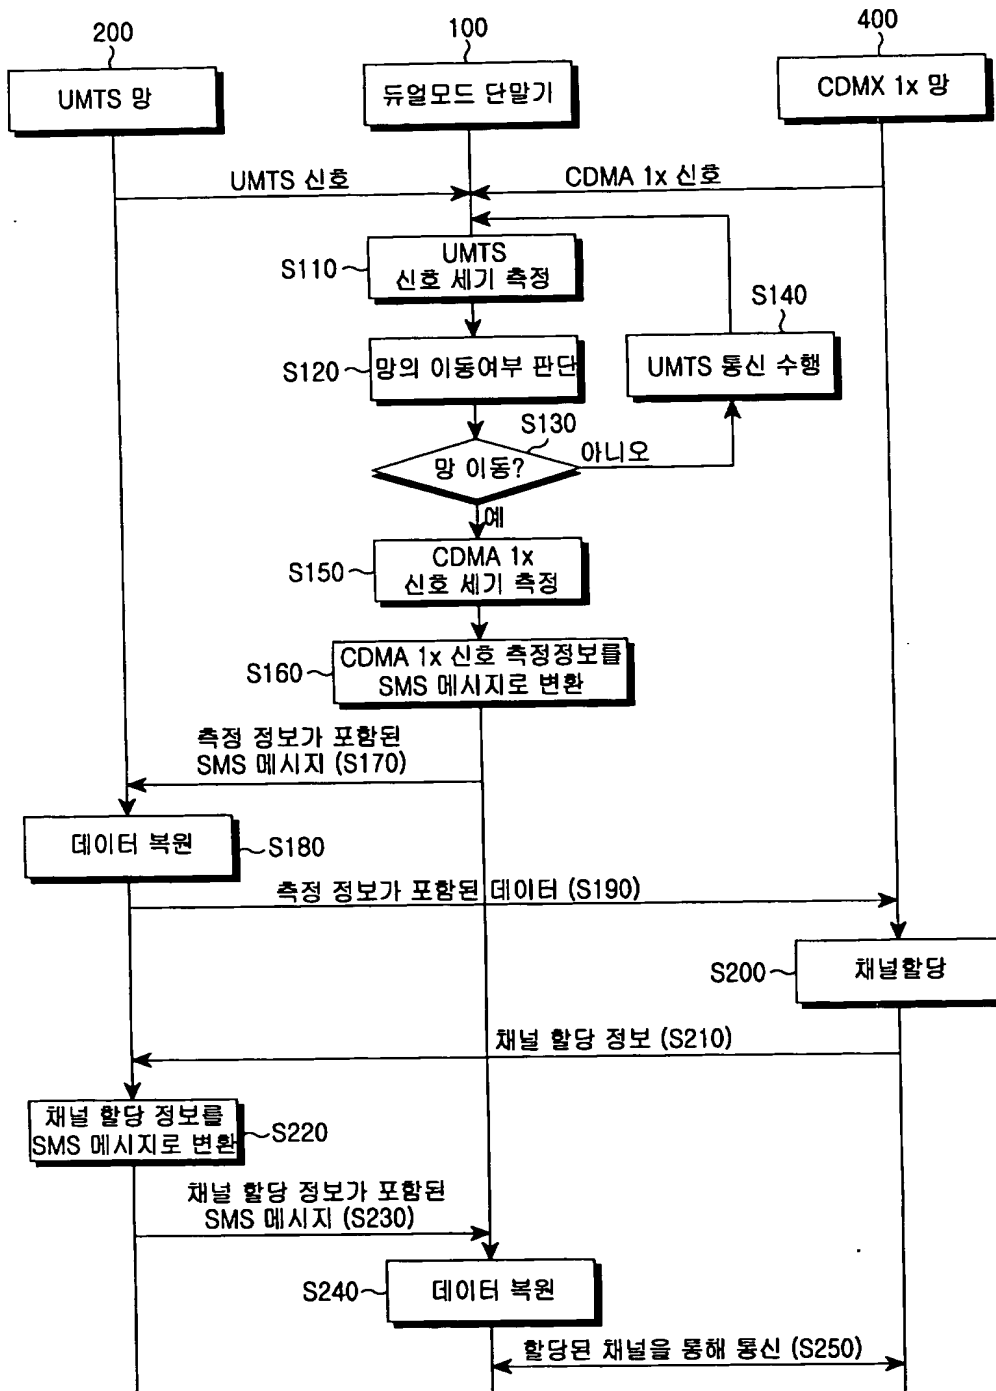 200
100
400
UMTS 망
듀얼모드 단말기
CDMX 1x 망
UMTS 신호
CDMA 1x 신호
S110
UMTS
신호 세기 측정
S140
S120
망의 이동여부 판단
UMTS 통신 수행
S130
망 이동?
아니오
예
S150
CDMA 1x
신호 세기 측정
S160
CDMA 1x 신호 측정정보를
SMS 메시지로 변환
측정 정보가 포함된
SMS 메시지 (S170)
데이터 복원
S180
측정 정보가 포함된 데이터 (S190)
S200
채널할당
채널 할당 정보 (S210)
채널 할당 정보를
SMS 메시지로 변환
S220
채널 할당 정보가 포함된
SMS 메시지 (S230)
S240
데이터 복원
할당된 채널을 통해 통신 (S250)